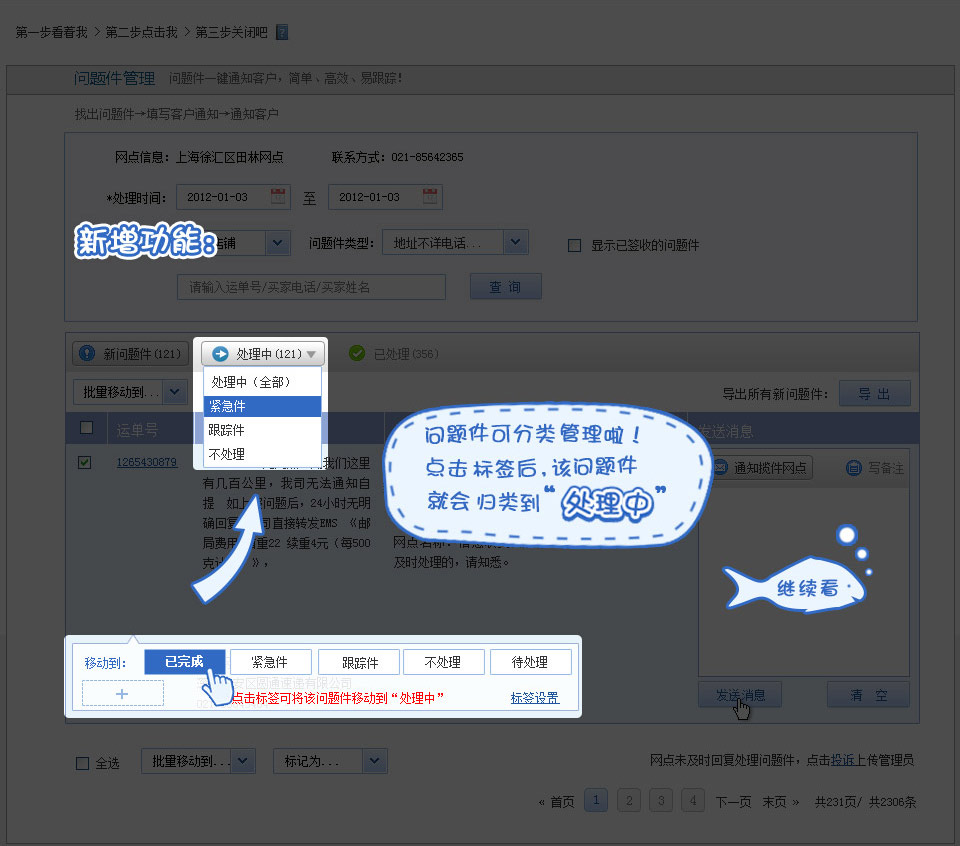 第一步看着我 > 第二步点击我 > 第三步关闭吧 ?
问题件管理 问题件一键通知客户，简单、高效、易跟踪！
找出问题件→填写客户通知→通知客户
网点信息：上海徐汇区田林网点 联系方式：021-85642365
*处理时间： 2012-01-03 至 2012-01-03
新增功能： 店铺 问题件类型： 地址不详电话... 显示已签收的问题件
请输入运单号/买家电话/买家姓名 查 询
新问题件(121) 处理中(121) 已处理(356)
处理中（全部）
紧急件
跟踪件
不处理
批量移动到... 导出所有新问题件： 导 出
运单号 发送消息
1265430879 我们这里
有几百公里，我司无法通知自
提 如上 问题后，24小时无明
确回复 司直接转发EMS 《邮
局费用 重22 续重4元（每500
克 》，
问题件可分类管理啦！
点击标签后，该问题件
就会归类到“处理中”
网点名称：
及时处理的，请知悉。
通知揽件网点 写备注
继续看
移动到： 已完成 紧急件 跟踪件 不处理 待处理
+ 点击标签可将该问题件移动到“处理中” 标签设置
发送消息 清 空
全选 批量移动到... 标记为... 网点未及时回复处理问题件，点击投诉上传管理员
« 首页 1 2 3 4 下一页 末页 » 共231页/ 共2306条